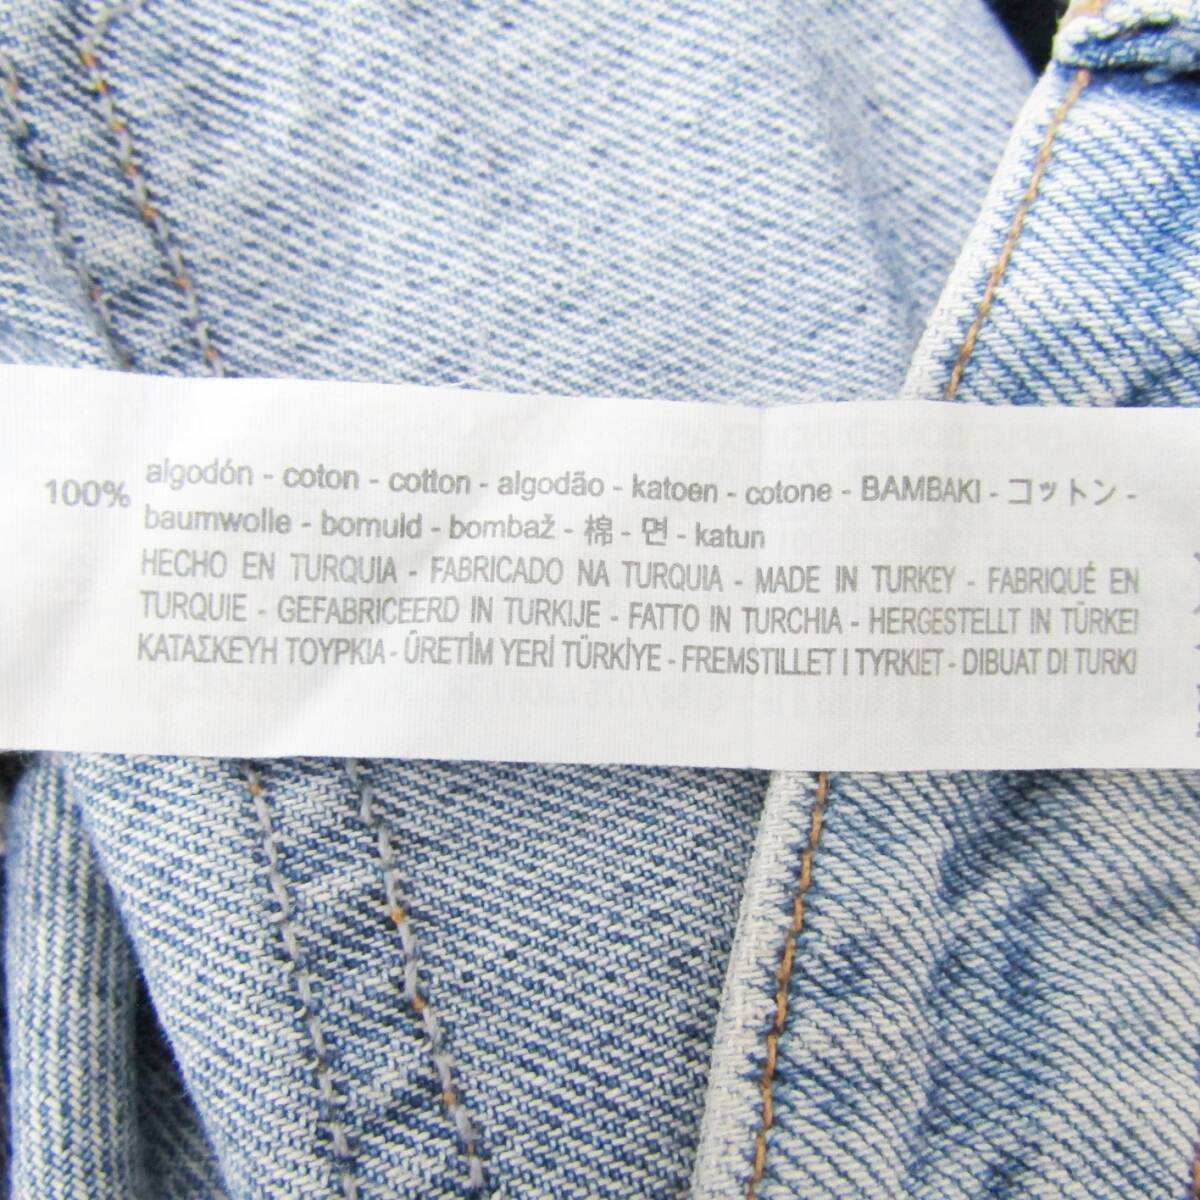 100% algodón - coton - cotton - algodão - katoen - cotone - BAMBAKI - コットン -
baumwolle - bomuld - bombaž - 棉 - 면 - katun
HECHO EN TURQUIA - FABRICADO NA TURQUIA - MADE IN TURKEY - FABRIQUÉ EN
TURQUIE - GEFABRICEERD IN TURKIJE - FATTO IN TURCHIA - HERGESTELLT IN TÜRKEI
ΚΑΤΑΣΚΕΥΗ ΤΟΥΡΚΙΑ - ÜRETİM YERİ TÜRKİYE - FREMSTILLET I TYRKIET - DIBUAT DI TURKI